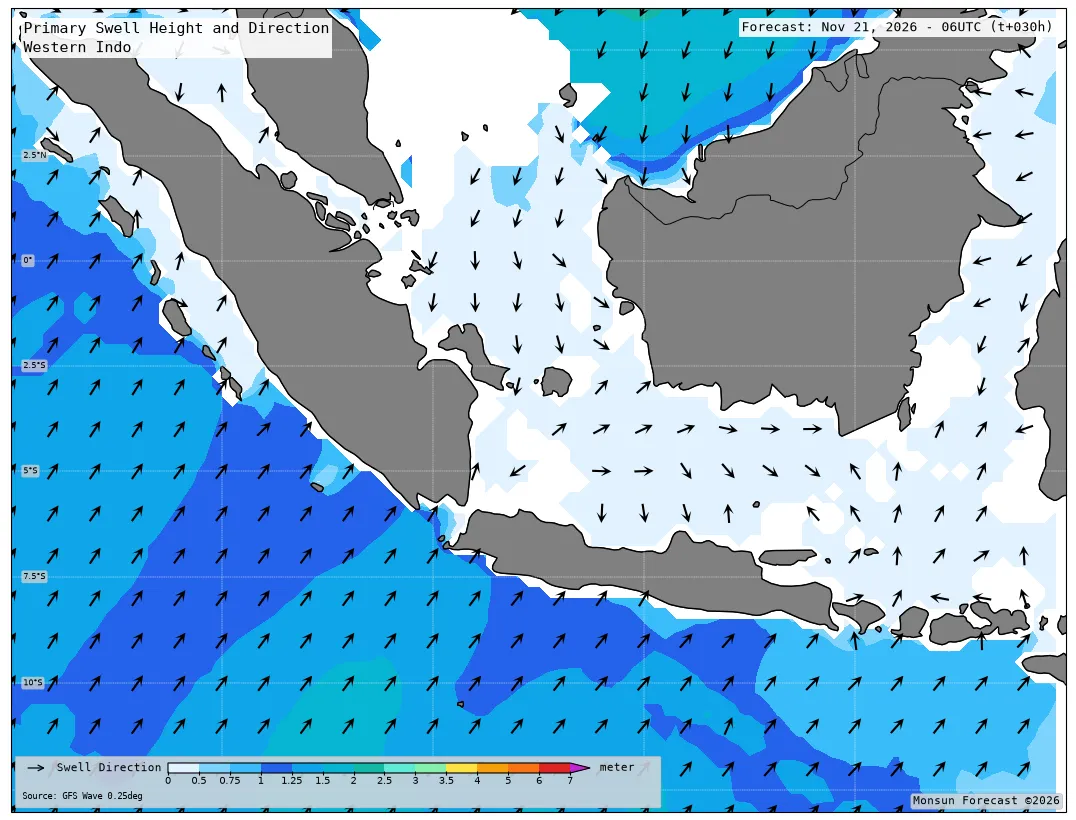 Primary Swell Height and Direction
Western Indo
Forecast: Nov 21, 2026 - 06UTC (t+030h)
2.5°N
0°
2.5°S
5°S
7.5°S
10°S
Swell Direction
meter
0 0.5 0.75 1 1.25 1.5 2 2.5 3 3.5 4 5 6 7
Source: GFS Wave 0.25deg
Monsun Forecast ©2026